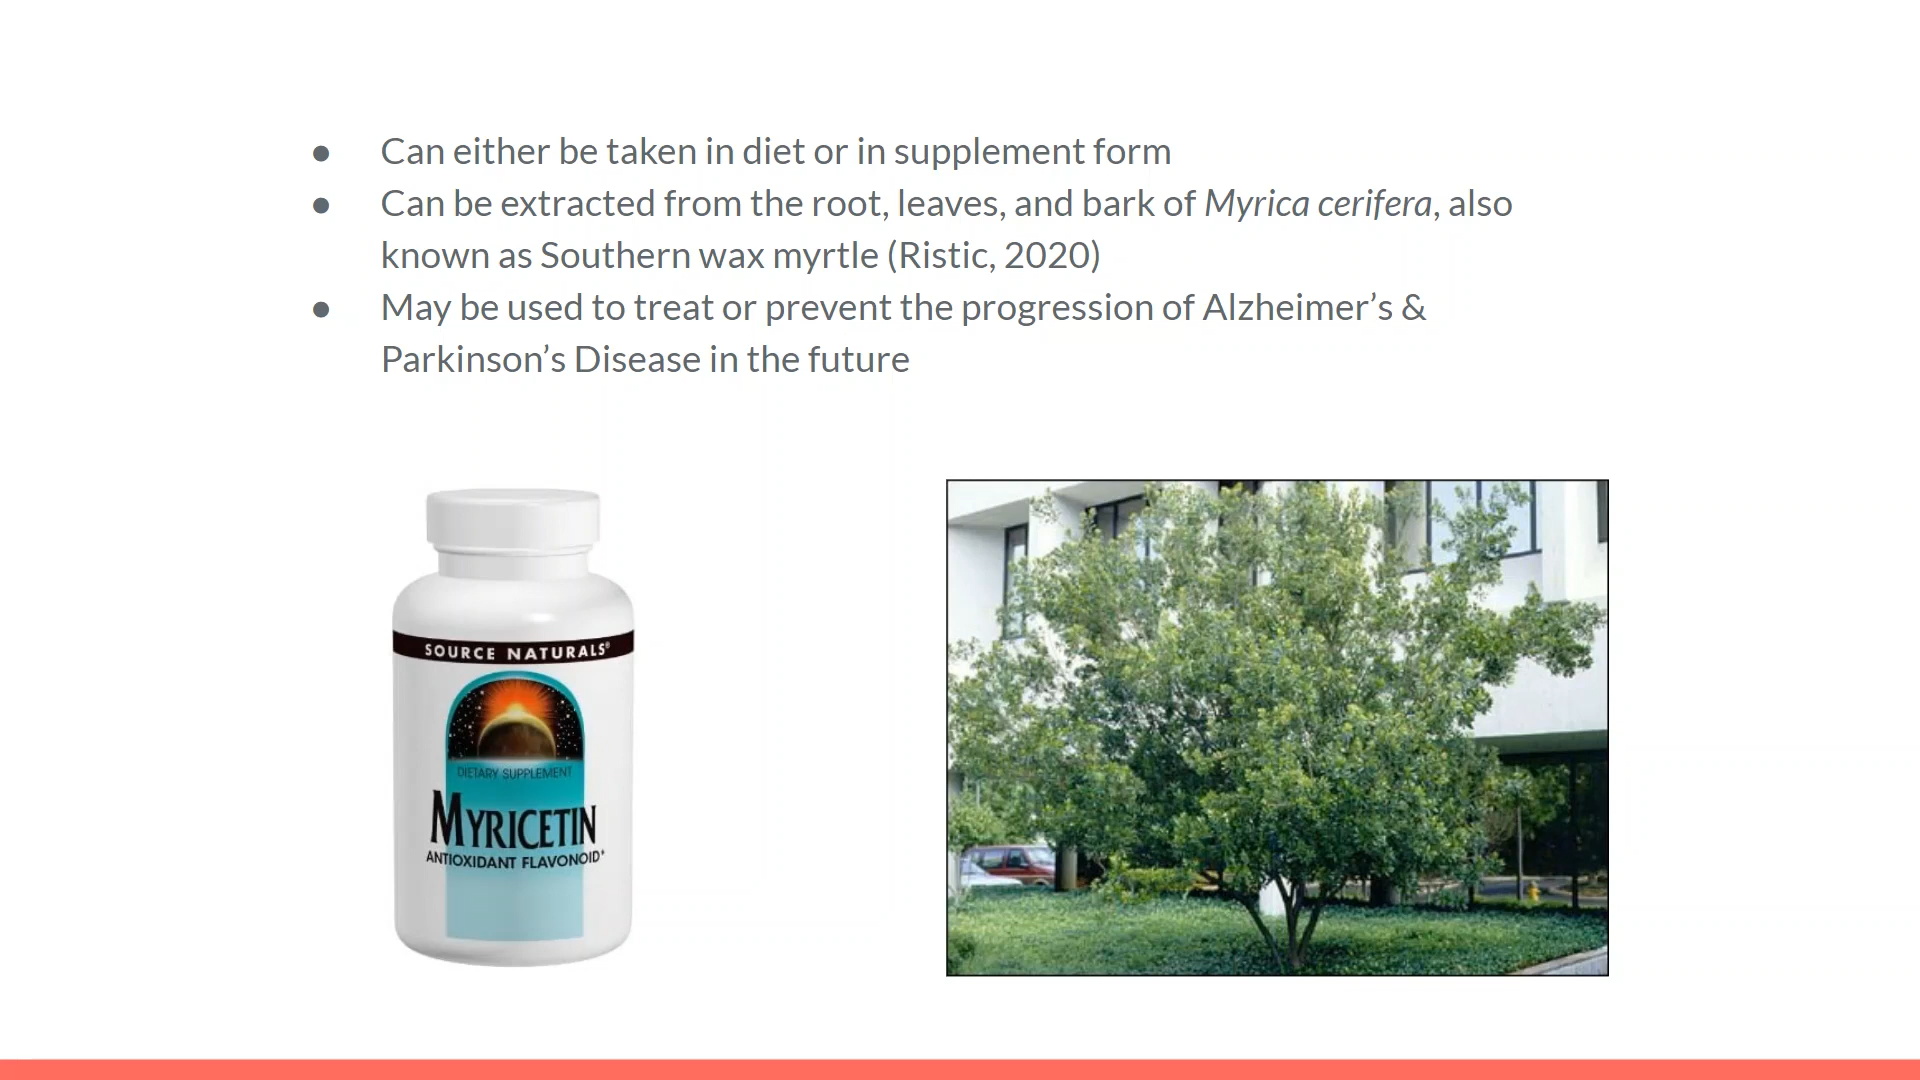 ● Can either be taken in diet or in supplement form
● Can be extracted from the root, leaves, and bark of Myrica cerifera, also
known as Southern wax myrtle (Ristic, 2020)
● May be used to treat or prevent the progression of Alzheimer’s &
Parkinson’s Disease in the future
SOURCE NATURALS®
DIETARY SUPPLEMENT
MYRICETIN
ANTIOXIDANT FLAVONOID*